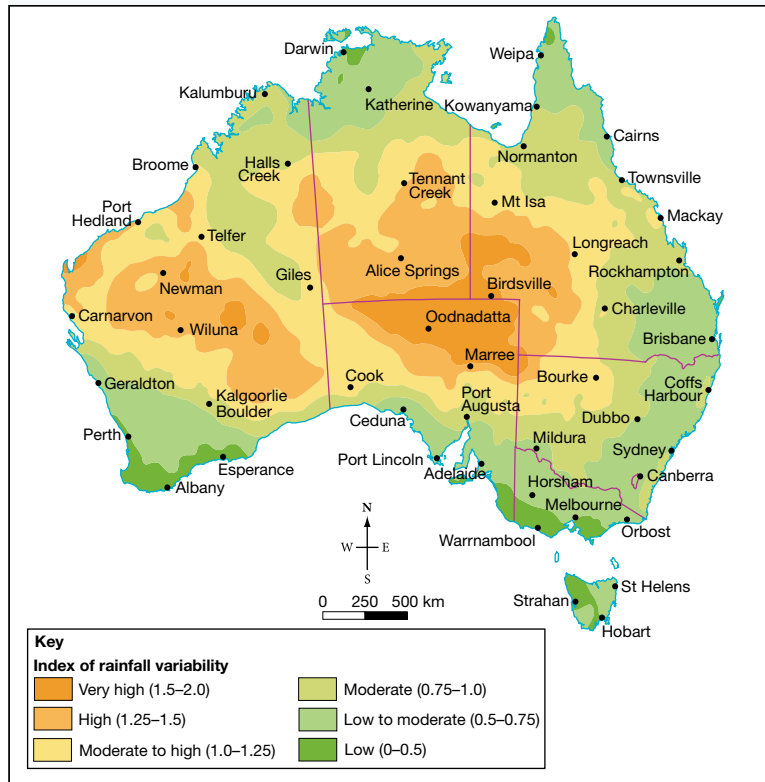 Darwin
Weipa
Kalumburu
Katherine
Kowanyama
Cairns
Normanton
Broome
Halls
Creek
Tennant
Creek
Townsville
Mt Isa
Port
Hedland
Mackay
Telfer
Longreach
Rockhampton
Alice Springs
Giles
Newman
Birdsville
Carnarvon
Charleville
Wiluna
Oodnadatta
Brisbane
Marree
Cook
Bourke
Geraldton
Coffs
Harbour
Kalgoorlie
Boulder
Port
Augusta
Ceduna
Dubbo
Perth
Mildura
Sydney
Port Lincoln
Esperance
Adelaide
Canberra
Horsham
Albany
Melbourne
Orbost
Warrnambool
N
W E
S
St Helens
Strahan
0 250 500 km
Hobart
Key
Index of rainfall variability
Very high (1.5–2.0)
Moderate (0.75–1.0)
High (1.25–1.5)
Low to moderate (0.5–0.75)
Moderate to high (1.0–1.25)
Low (0–0.5)